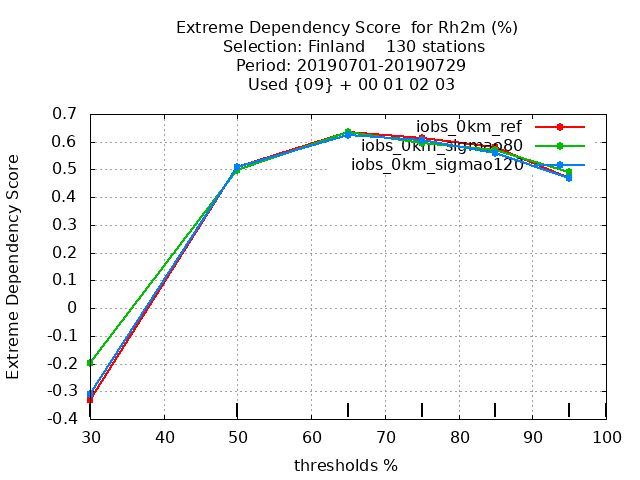 Extreme Dependency Score  for Rh2m (%)
Selection: Finland    130 stations
Period: 20190701-20190729
Used {09} + 00 01 02 03
iobs_0km_ref
iobs_0km_sigmao80
iobs_0km_sigmao120
Extreme Dependency Score
0.7
0.6
0.5
0.4
0.3
0.2
0.1
0
-0.1
-0.2
-0.3
-0.4
30 40 50 60 70 80 90 100
thresholds %